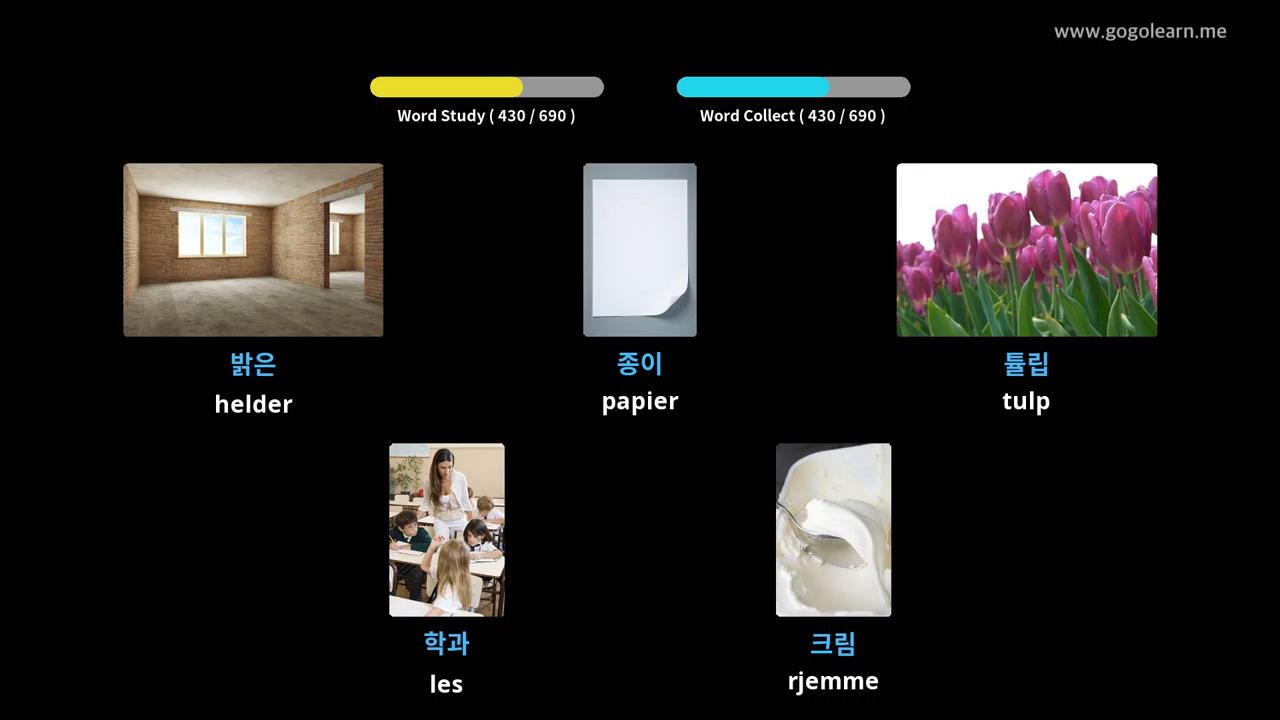 www.gogolearn.me
Word Study ( 430 / 690 )
Word Collect ( 430 / 690 )
밝은
helder
종이
papier
튤립
tulp
학과
les
크림
rjemme